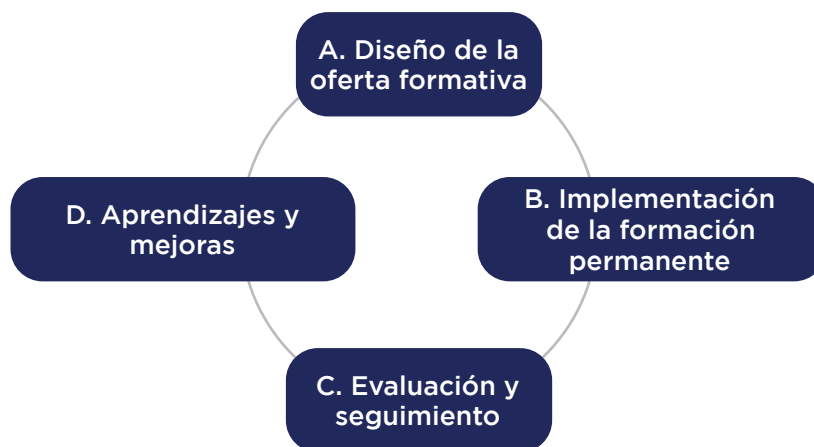 A. Diseño de la
oferta formativa
B. Implementación
de la formación
permanente
C. Evaluación y
seguimiento
D. Aprendizajes y
mejoras